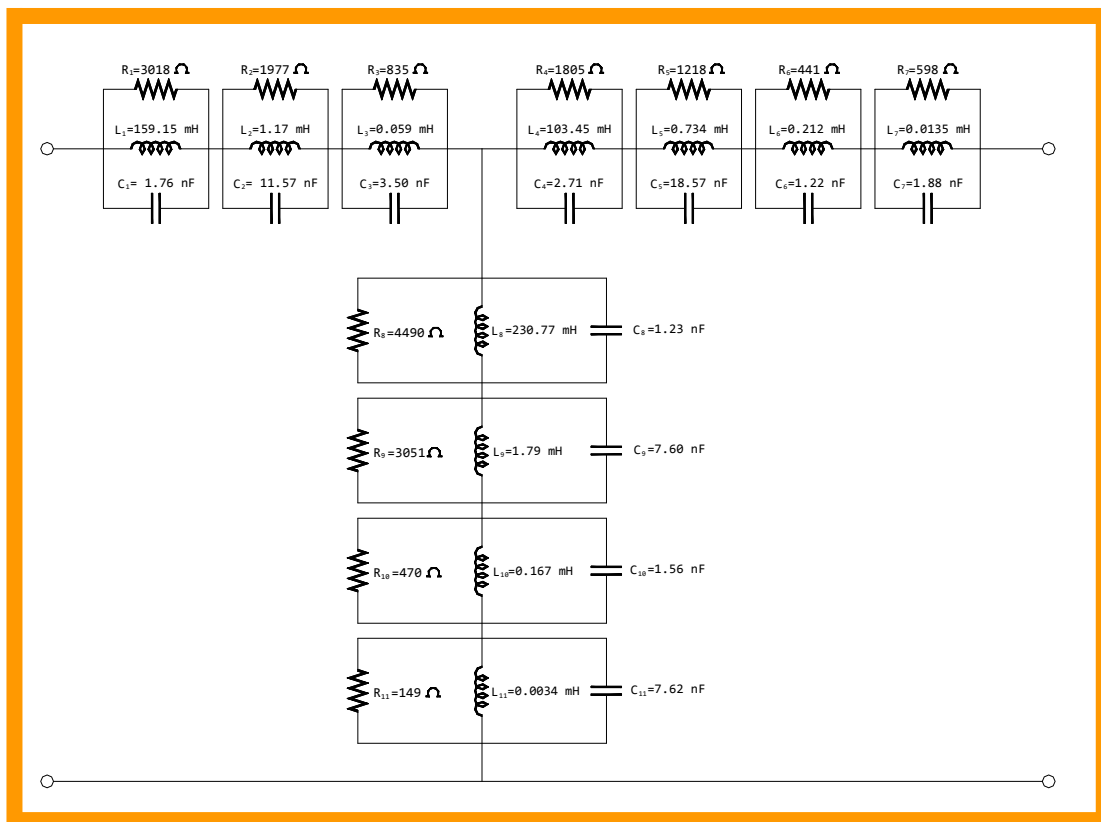 R₁=3018 Ω R₂=1977 Ω R₃=835 Ω R₄=1805 Ω R₅=1218 Ω R₆=441 Ω R₇=598 Ω
L₁=159.15 mH L₂=1.17 mH L₃=0.059 mH L₄=103.45 mH L₅=0.734 mH L₆=0.212 mH L₇=0.0135 mH
C₁= 1.76 nF C₂= 11.57 nF C₃=3.50 nF C₄=2.71 nF C₅=18.57 nF C₆=1.22 nF C₇=1.88 nF
R₈=4490 Ω L₈=230.77 mH C₈=1.23 nF
R₉=3051 Ω L₉=1.79 mH C₉=7.60 nF
R₁₀=470 Ω L₁₀=0.167 mH C₁₀=1.56 nF
R₁₁=149 Ω L₁₁=0.0034 mH C₁₁=7.62 nF